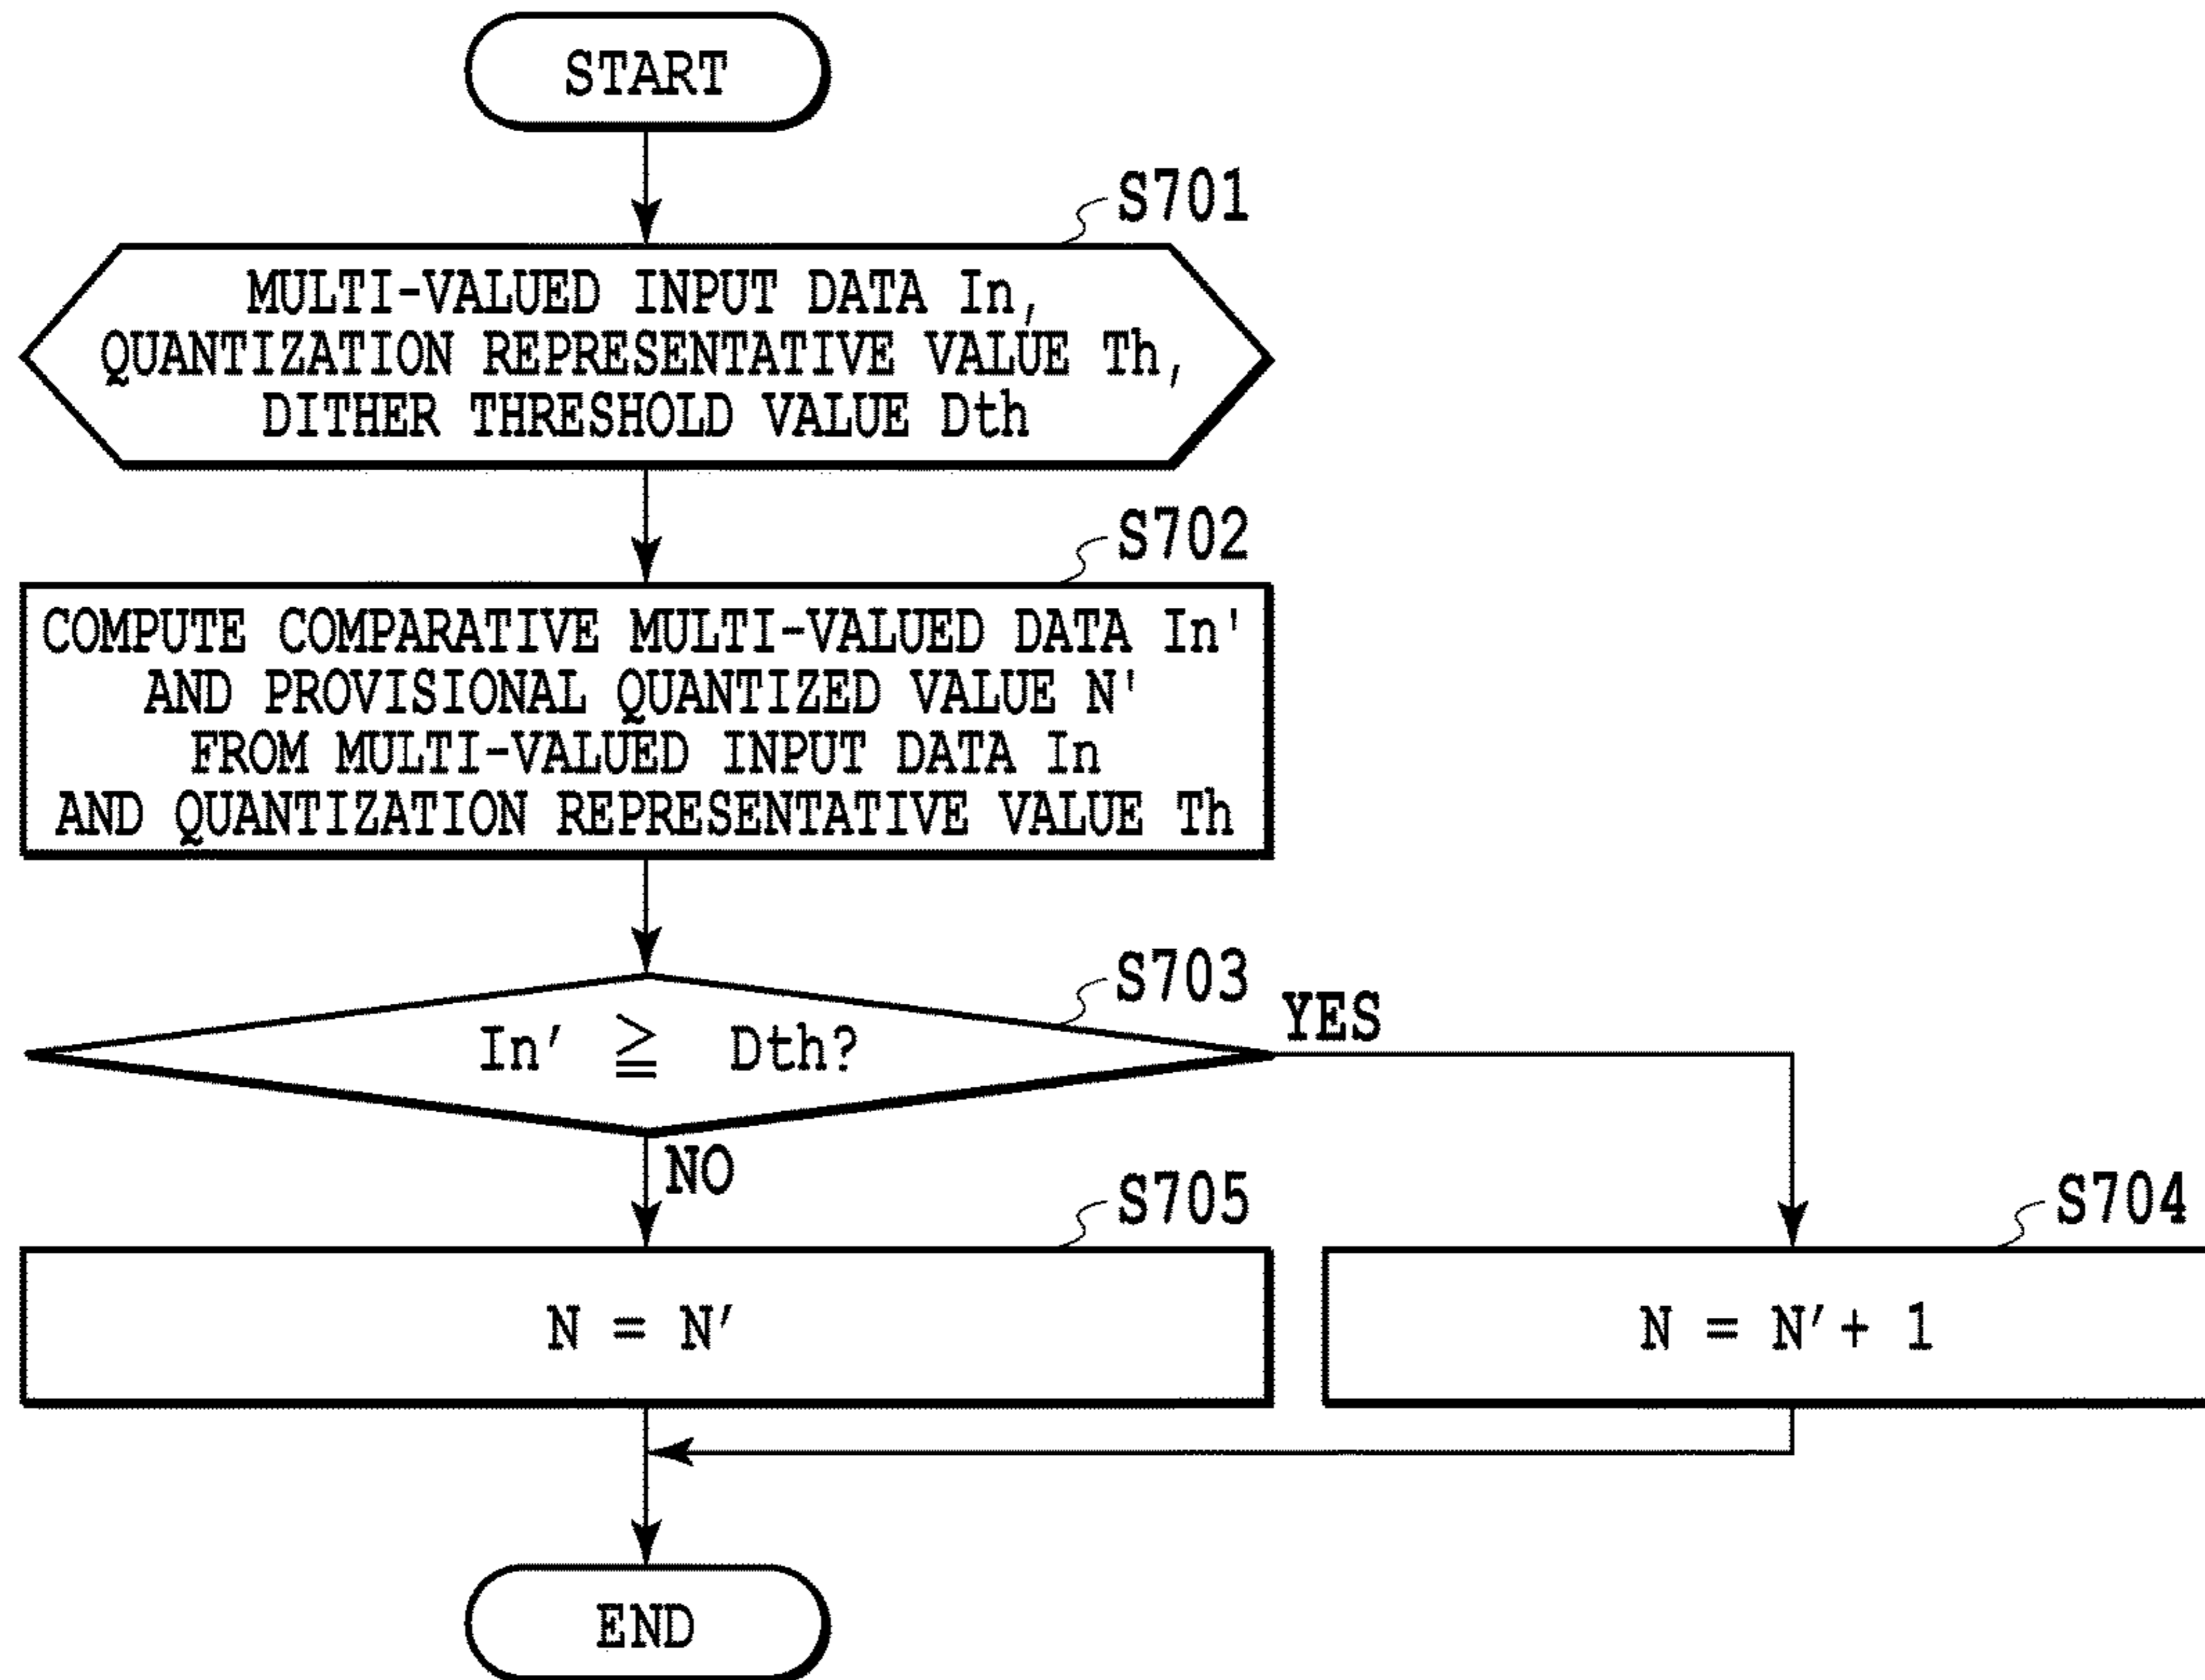 START
S701
MULTI-VALUED INPUT DATA In,
QUANTIZATION REPRESENTATIVE VALUE Th,
DITHER THRESHOLD VALUE Dth
S702
COMPUTE COMPARATIVE MULTI-VALUED DATA In'
AND PROVISIONAL QUANTIZED VALUE N'
FROM MULTI-VALUED INPUT DATA In
AND QUANTIZATION REPRESENTATIVE VALUE Th
S703
In' ≧ Dth?
YES
NO
S705
N = N'
S704
N = N'+ 1
END